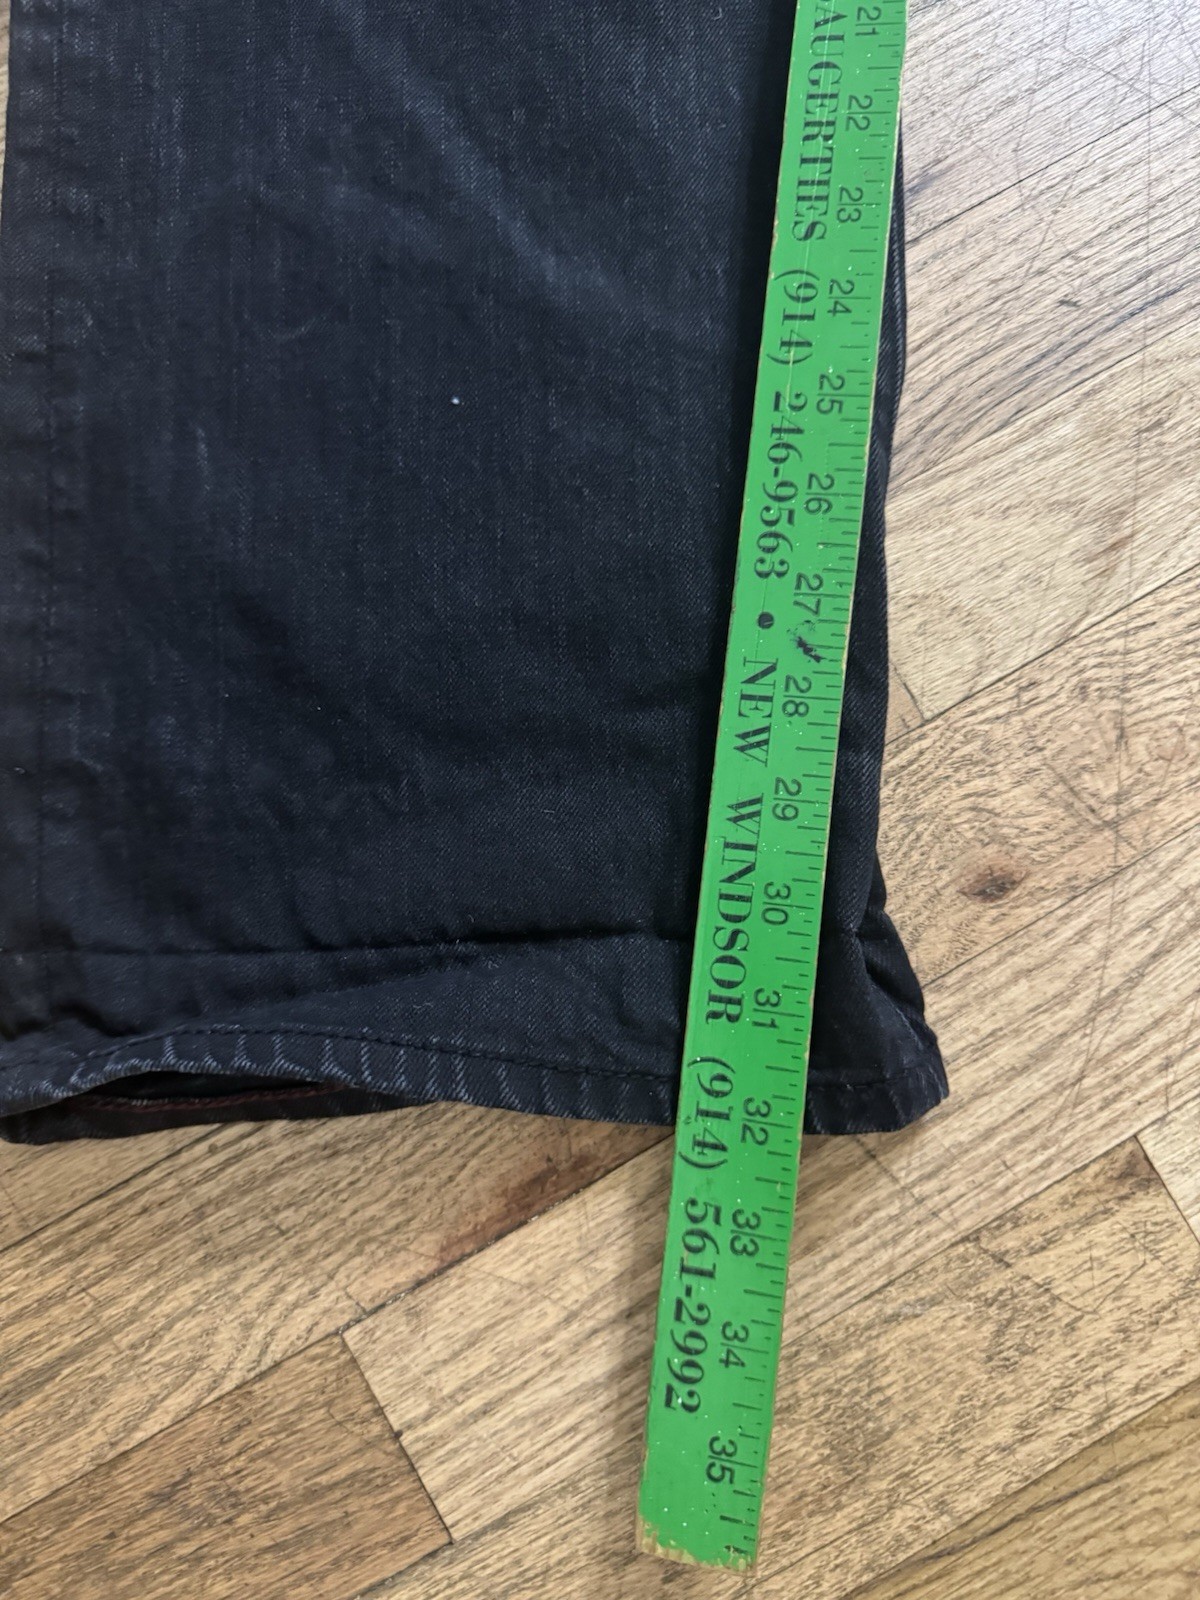 AUGERTIES (914) 246-9563 • NEW WINDSOR (914) 561-2992
21 22 23 24 25 26 27 28 29 30 31 32 33 34 35